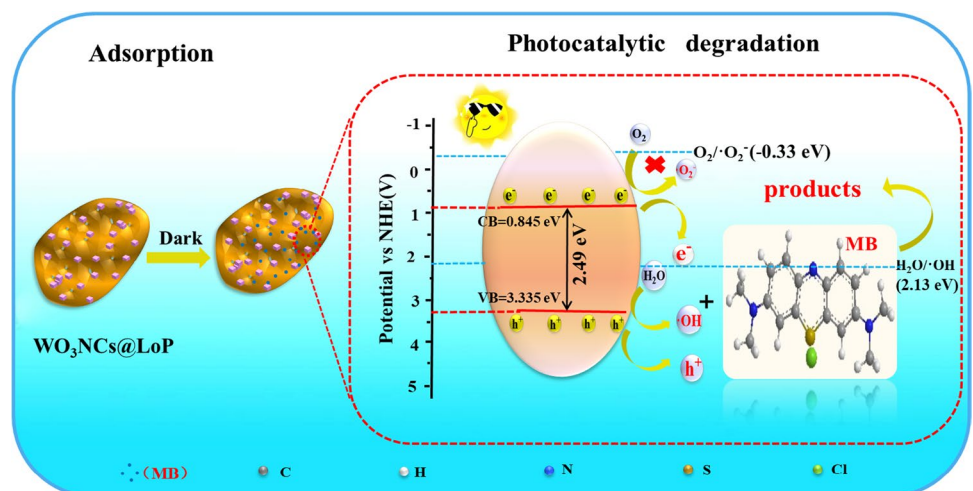 Adsorption
Photocatalytic degradation
Potential vs NHE(V)
-1
0
1
2
3
4
5
O₂
O₂/·O₂⁻(-0.33 eV)
·O₂⁻
products
e⁻ e⁻ e⁻ e⁻
CB=0.845 eV
2.49 eV
e⁻
MB
H₂O
H₂O/·OH
(2.13 eV)
VB=3.335eV
+
h⁺ h⁺ h⁺ h⁺
·OH
h⁺
Dark
WO₃NCs@LoP
(MB)
C
H
N
S
Cl